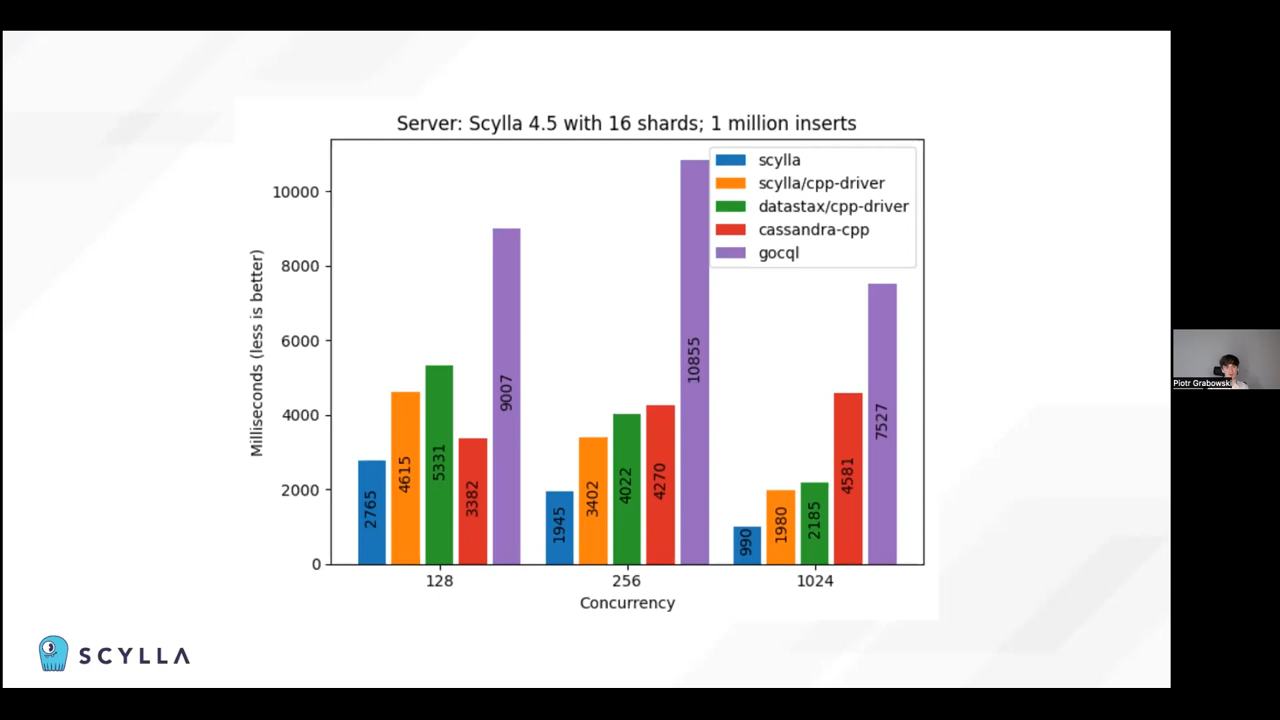 Server: Scylla 4.5 with 16 shards; 1 million inserts
scylla
scylla/cpp-driver
datastax/cpp-driver
cassandra-cpp
gocql
Milliseconds (less is better)
10000
8000
6000
4000
2000
0
2765
4615
5331
3382
9007
1945
3402
4022
4270
10855
990
1980
2185
4581
7527
128
256
1024
Concurrency
SCYLLA
Piotr Grabowski